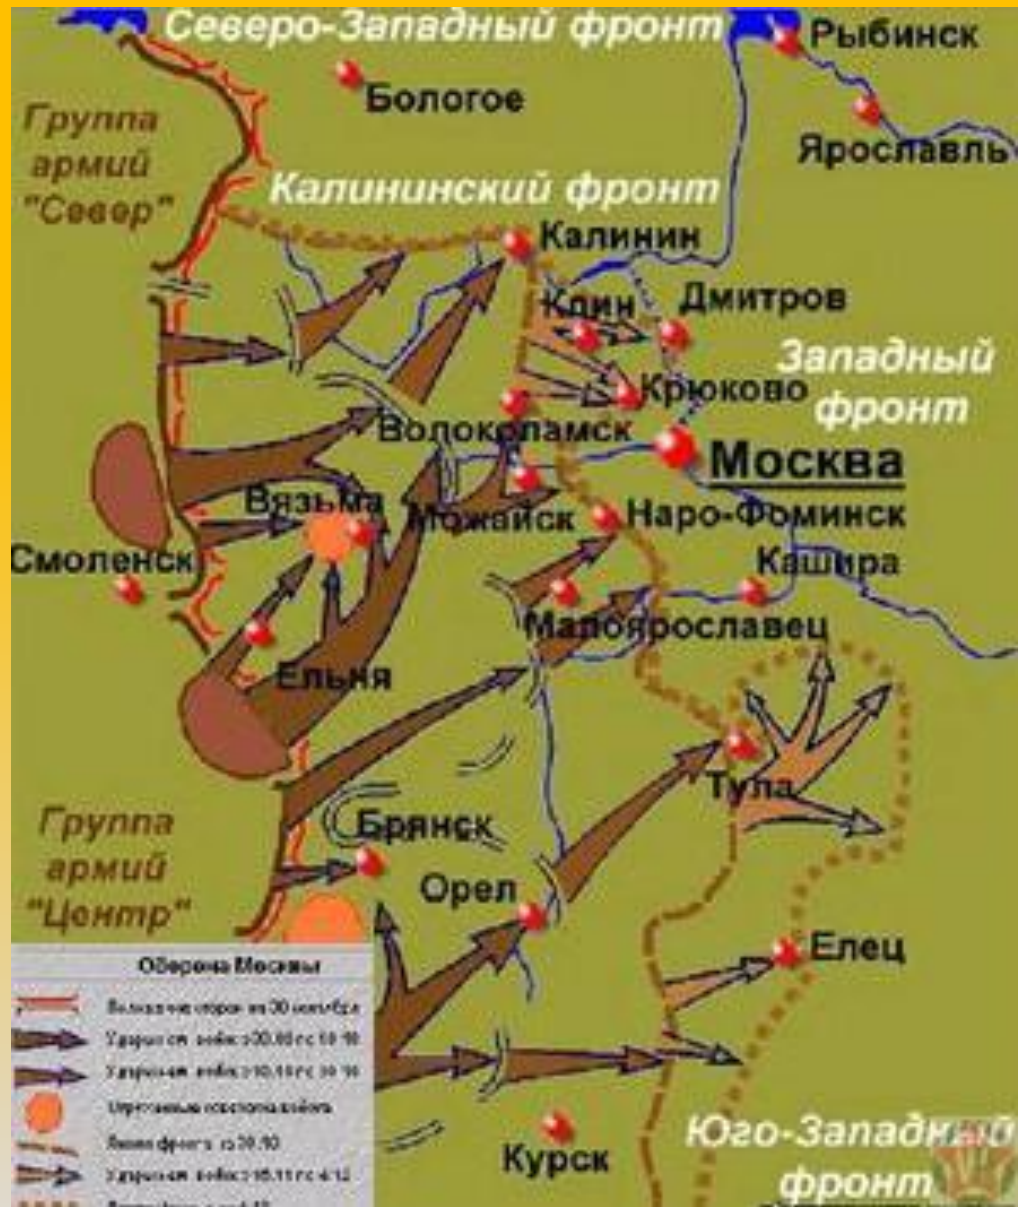 Северо-Западный фронт
Рыбинск
Бологое
Ярославль
Группа
армий
"Север"
Калининский фронт
Калинин
Клин
Дмитров
Западный
фронт
Крюково
Волоколамск
Москва
Вязьма
Можайск
Наро-Фоминск
Смоленск
Кашира
Малоярославец
Ельня
Тула
Группа
армий
"Центр"
Брянск
Орел
Елец
Оборона Москвы
Курск
Юго-Западный
фронт